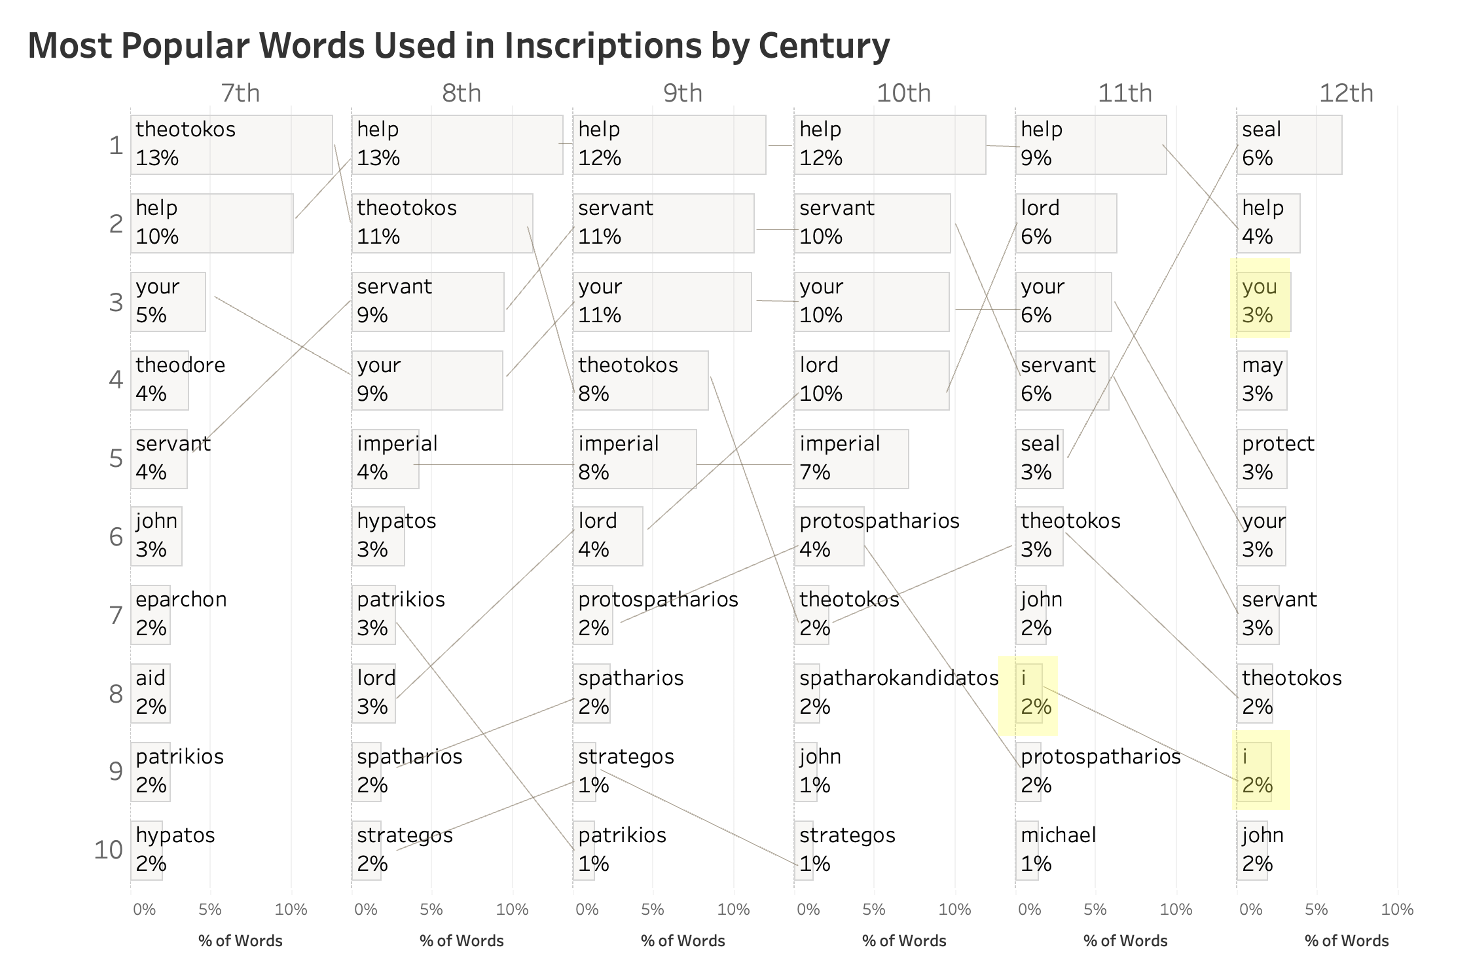 Most Popular Words Used in Inscriptions by Century
7th 8th 9th 10th 11th 12th
1 theotokos help help help help seal
13% 13% 12% 12% 9% 6%
2 help theotokos servant servant lord help
10% 11% 11% 10% 6% 4%
3 your servant your your your you
5% 9% 11% 10% 6% 3%
4 theodore your theotokos lord servant may
4% 9% 8% 10% 6% 3%
5 servant imperial imperial imperial seal protect
4% 4% 8% 7% 3% 3%
6 john hypatos lord protospatharios theotokos your
3% 3% 4% 4% 3% 3%
7 eparchon patrikios protospatharios theotokos john servant
2% 3% 2% 2% 2% 3%
8 aid lord spatharios spatharokandidatos i theotokos
2% 3% 2% 2% 2% 2%
9 patrikios spatharios strategos john protospatharios i
2% 2% 1% 1% 2% 2%
10 hypatos strategos patrikios strategos michael john
2% 2% 1% 1% 1% 2%
0% 5% 10% 0% 5% 10% 0% 5% 10% 0% 5% 10% 0% 5% 10% 0% 5% 10%
% of Words % of Words % of Words % of Words % of Words % of Words